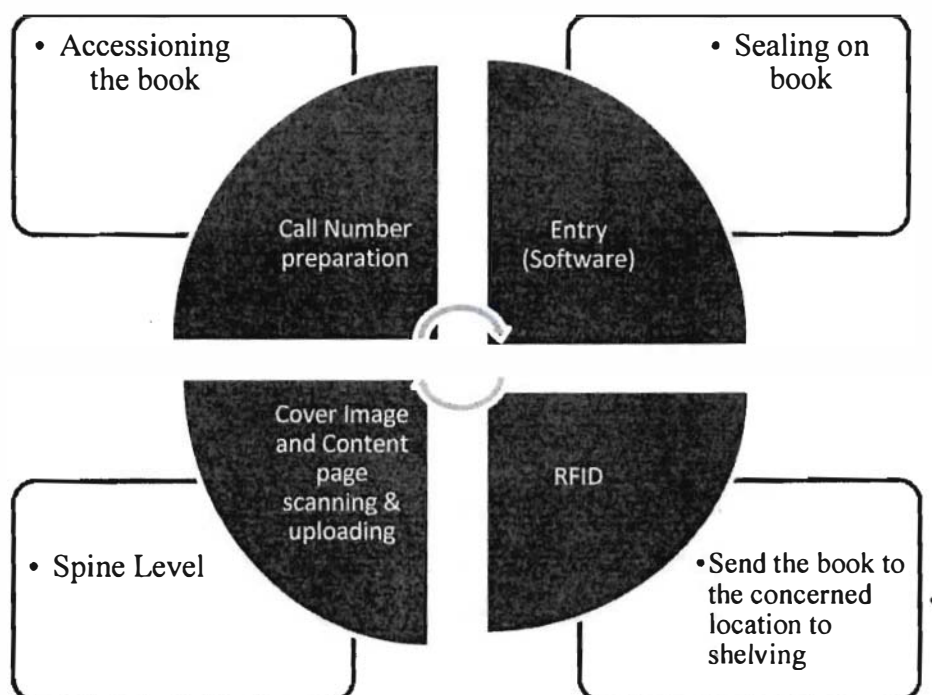 • Accessioning
the book
• Sealing on
book
Call Number
preparation
Entry
(Software)
Cover Image
and Content
page
scanning &
uploading
RFID
• Spine Level
• Send the book to
the concerned
location to
shelving